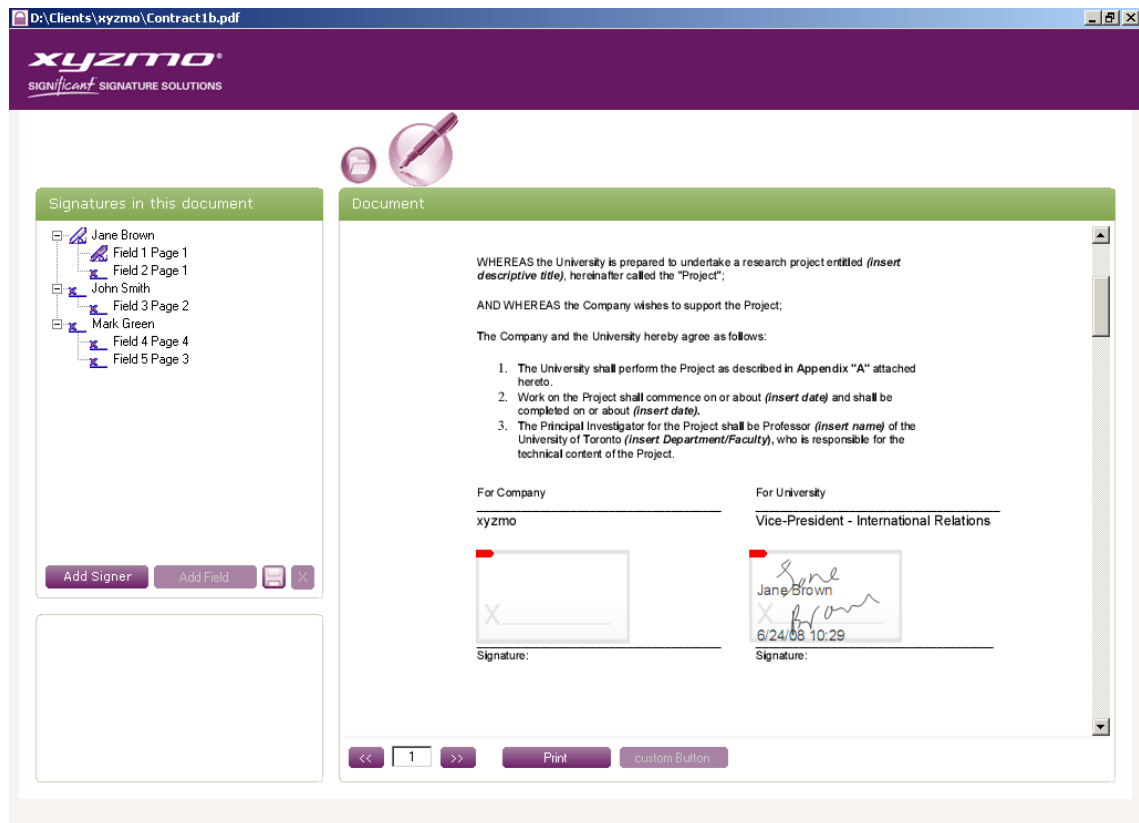 D:\Clients\xyzmo\Contract1b.pdf
xyzmo®
SIGNificant SIGNATURE SOLUTIONS
Signatures in this document
Jane Brown
Field 1 Page 1
Field 2 Page 1
John Smith
Field 3 Page 2
Mark Green
Field 4 Page 4
Field 5 Page 3
Add Signer Add Field
Document
WHEREAS the University is prepared to undertake a research project entitled (insert
descriptive title), hereinafter called the "Project";
AND WHEREAS the Company wishes to support the Project;
The Company and the University hereby agree as follows:
1. The University shall perform the Project as described in Appendix "A" attached
hereto.
2. Work on the Project shall commence on or about (insert date) and shall be
completed on or about (insert date).
3. The Principal Investigator for the Project shall be Professor (insert name) of the
University of Toronto (insert Department/Faculty), who is responsible for the
technical content of the Project.
For Company For University
xyzmo Vice-President - International Relations
Jane
Jane Brown
X X Brown
6/24/08 10:29
Signature: Signature:
<< 1 >> Print custom Button